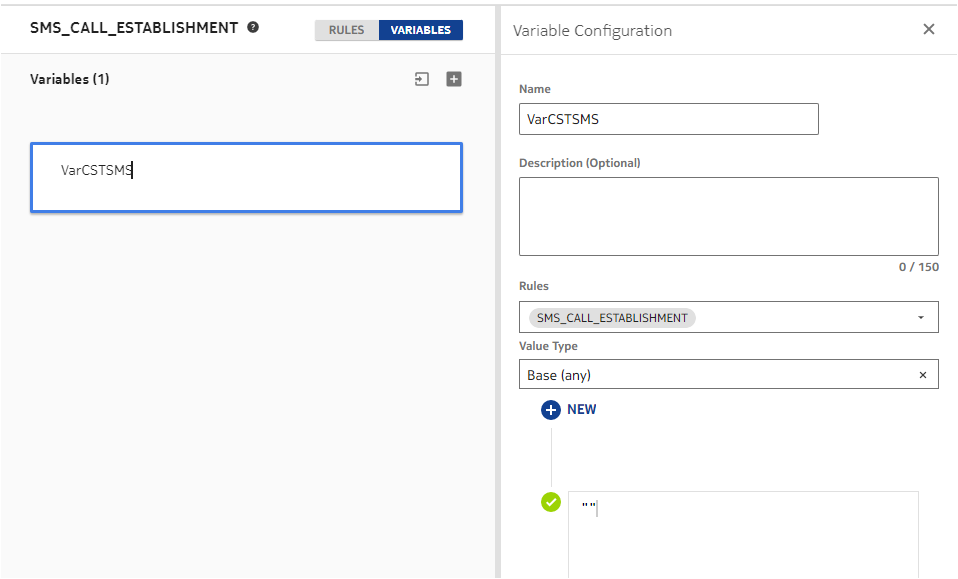 SMS_CALL_ESTABLISHMENT ?
RULES VARIABLES
Variables (1)
VarCSTSMS
Variable Configuration
Name
VarCSTSMS
Description (Optional)
0 / 150
Rules
SMS_CALL_ESTABLISHMENT
Value Type
Base (any)
NEW
""